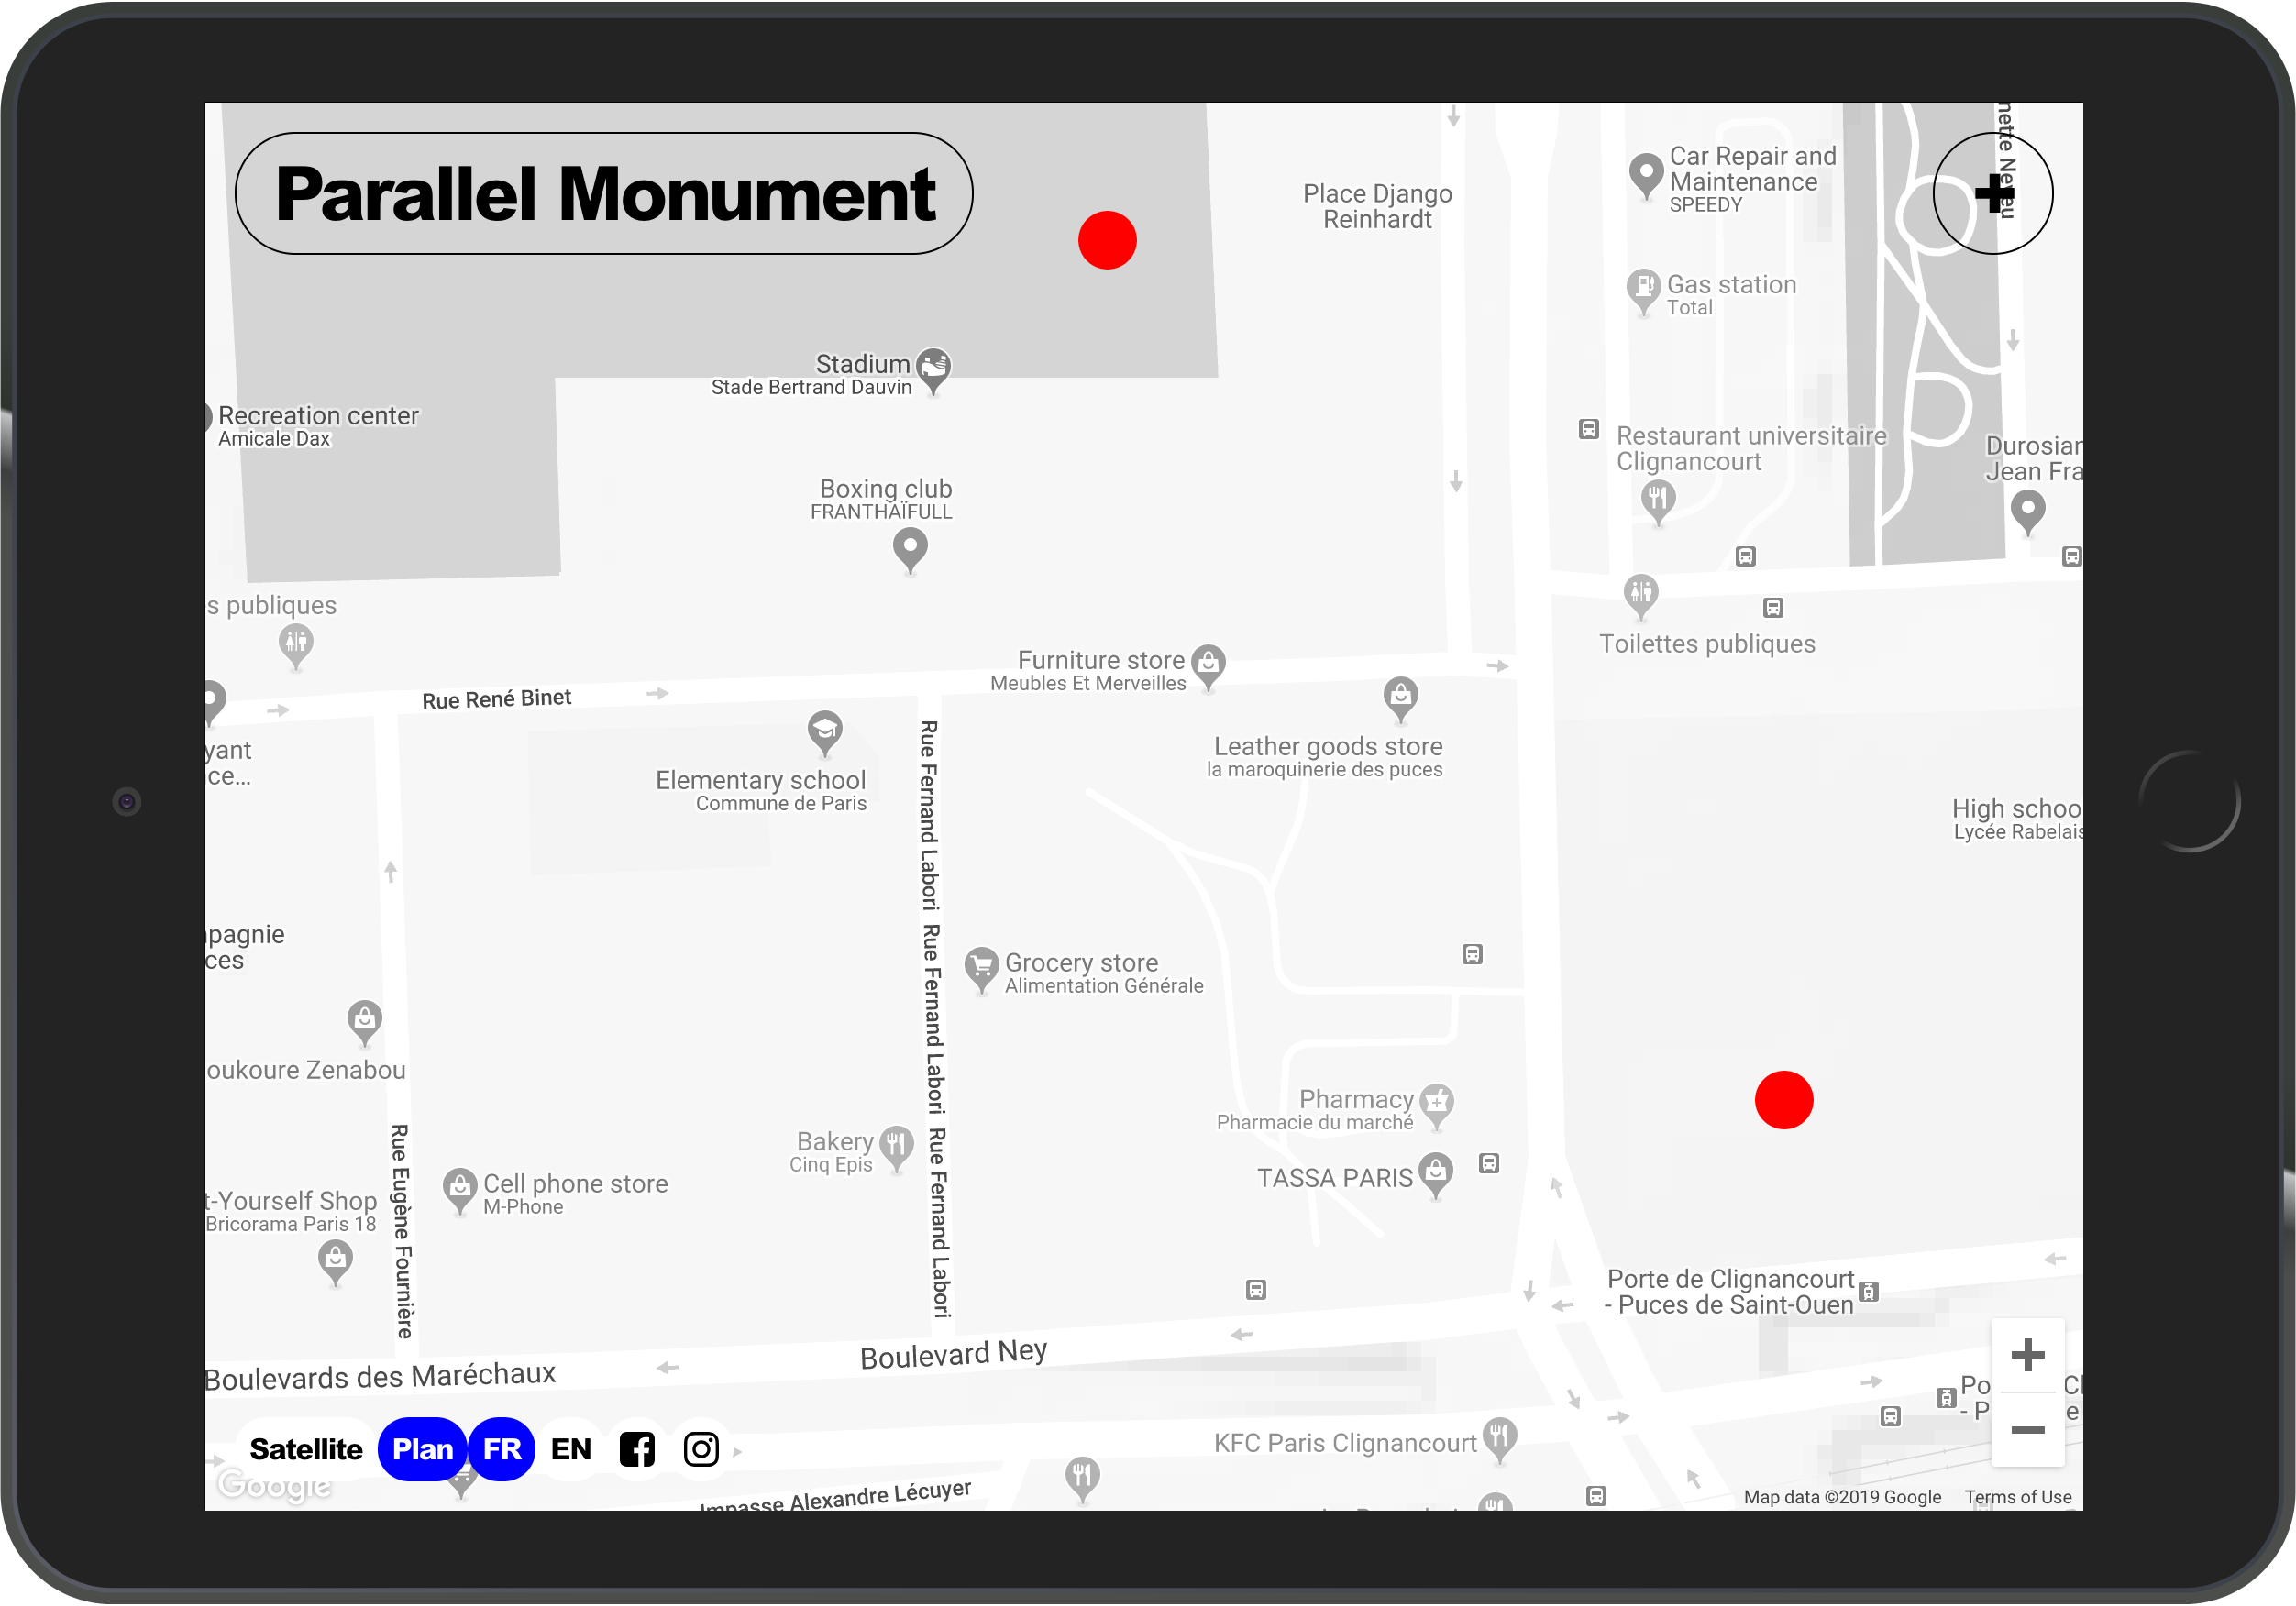 Parallel Monument
Place Django
Reinhardt
Car Repair and
Maintenance
SPEEDY
Gas station
Total
Stadium
Stade Bertrand Dauvin
Recreation center
Amicale Dax
Restaurant universitaire
Clignancourt
Durosian
Jean Fra
Boxing club
FRANTHAÏFULL
s publiques
Toilettes publiques
Furniture store
Meubles Et Merveilles
Rue René Binet
Leather goods store
la maroquinerie des puces
yant
ce...
Elementary school
Commune de Paris
Rue Fernand Labori
High schoo
Lycée Rabelais
pagnie
ces
Rue Fernand Labori
Grocery store
Alimentation Générale
oukoure Zenabou
Pharmacy
Pharmacie du marché
Bakery
Cinq Epis
Rue Eugène Fournière
Rue Fernand Labori
TASSA PARIS
Cell phone store
M-Phone
t-Yourself Shop
Bricorama Paris 18
Porte de Clignancourt
- Puces de Saint-Ouen
Boulevard Ney
Boulevards des Maréchaux
Po
- P
e
Satellite Plan FR EN
KFC Paris Clignancourt
Google
Impasse Alexandre Lécuyer
Map data ©2019 Google Terms of Use